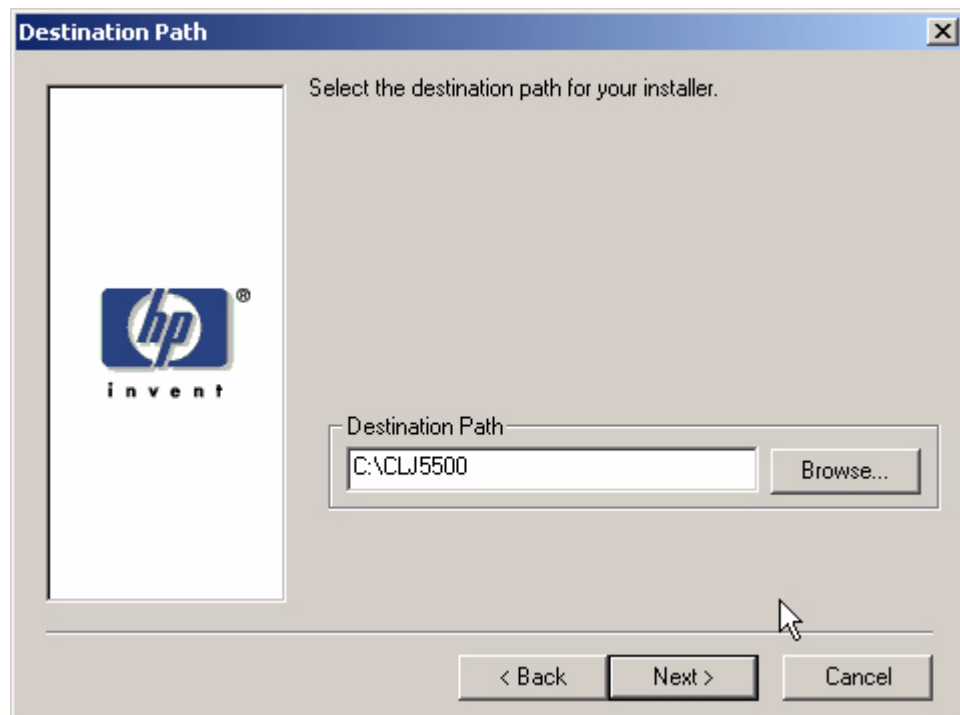 Destination Path
Select the destination path for your installer.
hp ®
invent
Destination Path
C:\CLJ5500
Browse...
< Back
Next >
Cancel